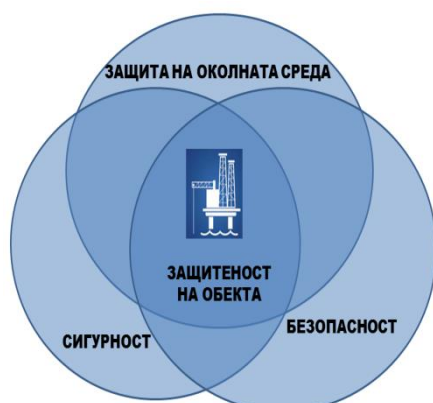 ЗАЩИТА НА ОКОЛНАТА СРЕДА
ЗАЩИТЕНОСТ
НА ОБЕКТА
СИГУРНОСТ
БЕЗОПАСНОСТ